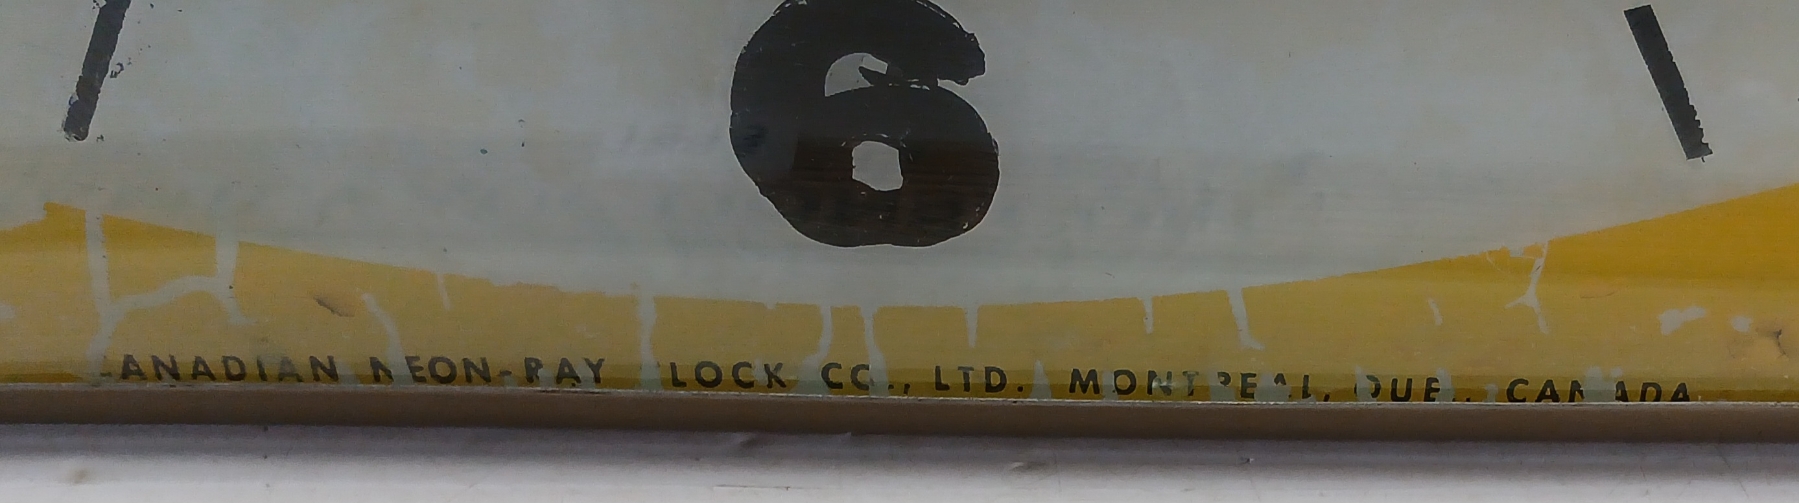 6
CANADIAN NEON-RAY CLOCK CO., LTD. MONTREAL, QUE., CANADA